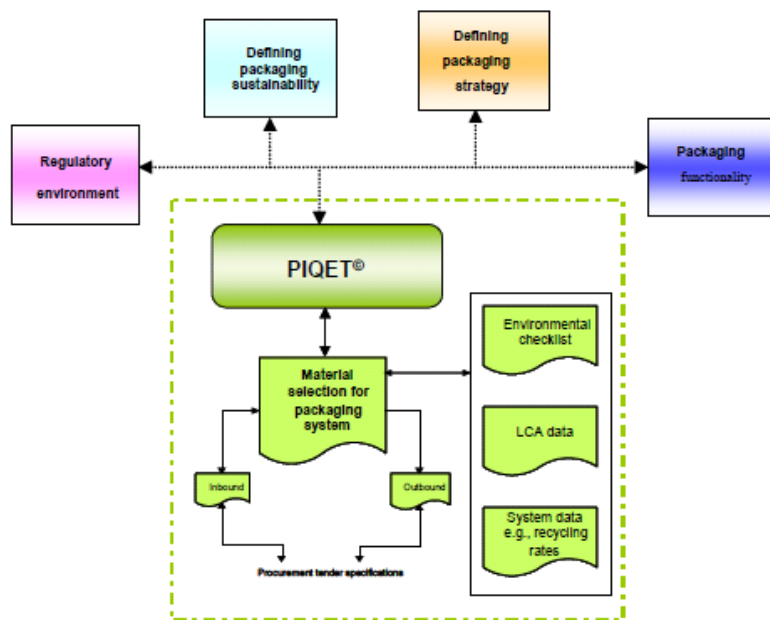 Defining
packaging
sustainability
Defining
packaging
strategy
Regulatory
environment
Packaging
functionality
PIQET©
Material
selection for
packaging
system
Inbound
Outbound
Procurement tender specifications
Environmental
checklist
LCA data
System data
e.g., recycling
rates